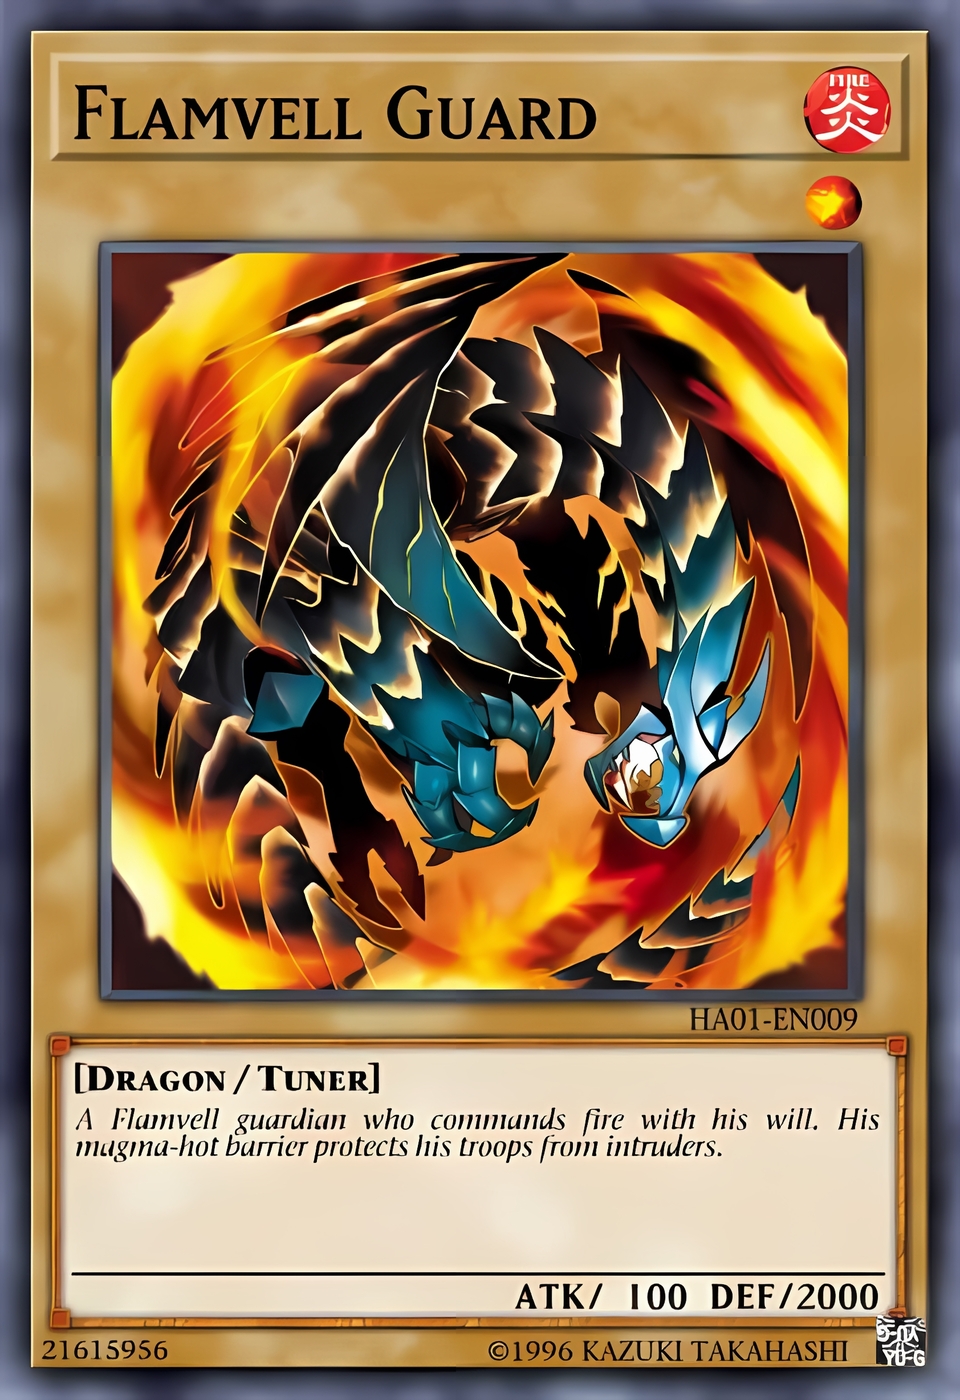 Flamvell Guard
炎
HA01-EN009
[Dragon / Tuner]
A Flamvell guardian who commands fire with his will. His
magma-hot barrier protects his troops from intruders.
ATK/ 100 DEF/2000
21615956
©1996 KAZUKI TAKAHASHI